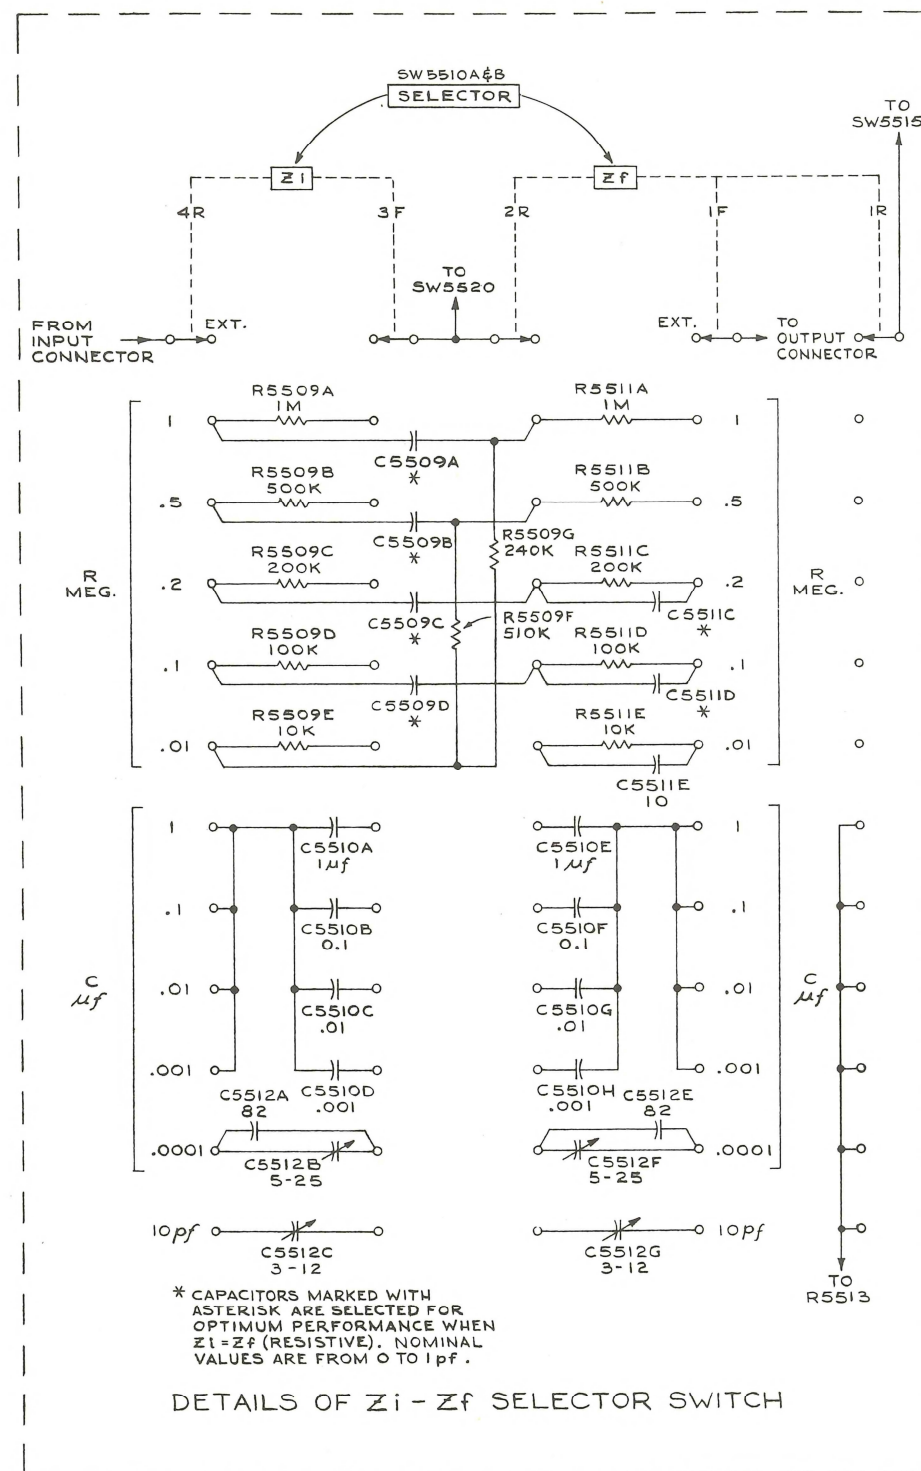 SW5510A&B
SELECTOR
TO
SW5515
Zi
Zf
4R
3F
2R
1F
1R
TO
SW5520
FROM
INPUT
CONNECTOR
EXT.
EXT.
TO
OUTPUT
CONNECTOR
R
MEG.
1
R5509A
1M
C5509A
*
R5511A
1M
1
.5
R5509B
500K
C5509B
*
R5511B
500K
.5
R5509G
240K
.2
R5509C
200K
C5509C
*
R5511C
200K
C5511C
*
.2
R5509F
510K
.1
R5509D
100K
C5509D
*
R5511D
100K
C5511D
*
.1
.01
R5509E
10K
R5511E
10K
C5511E
10
.01
R
MEG.
C
μf
1
C5510A
1μf
C5510E
1μf
1
.1
C5510B
0.1
C5510F
0.1
.1
.01
C5510C
.01
C5510G
.01
.01
.001
C5510D
.001
C5510H
.001
.001
C
μf
C5512A
82
C5512E
82
.0001
C5512B
5-25
C5512F
5-25
.0001
10pf
C5512C
3-12
C5512G
3-12
10pf
TO
R5513
* CAPACITORS MARKED WITH
ASTERISK ARE SELECTED FOR
OPTIMUM PERFORMANCE WHEN
Zi=Zf (RESISTIVE). NOMINAL
VALUES ARE FROM 0 TO 1pf.
DETAILS OF Zi-Zf SELECTOR SWITCH